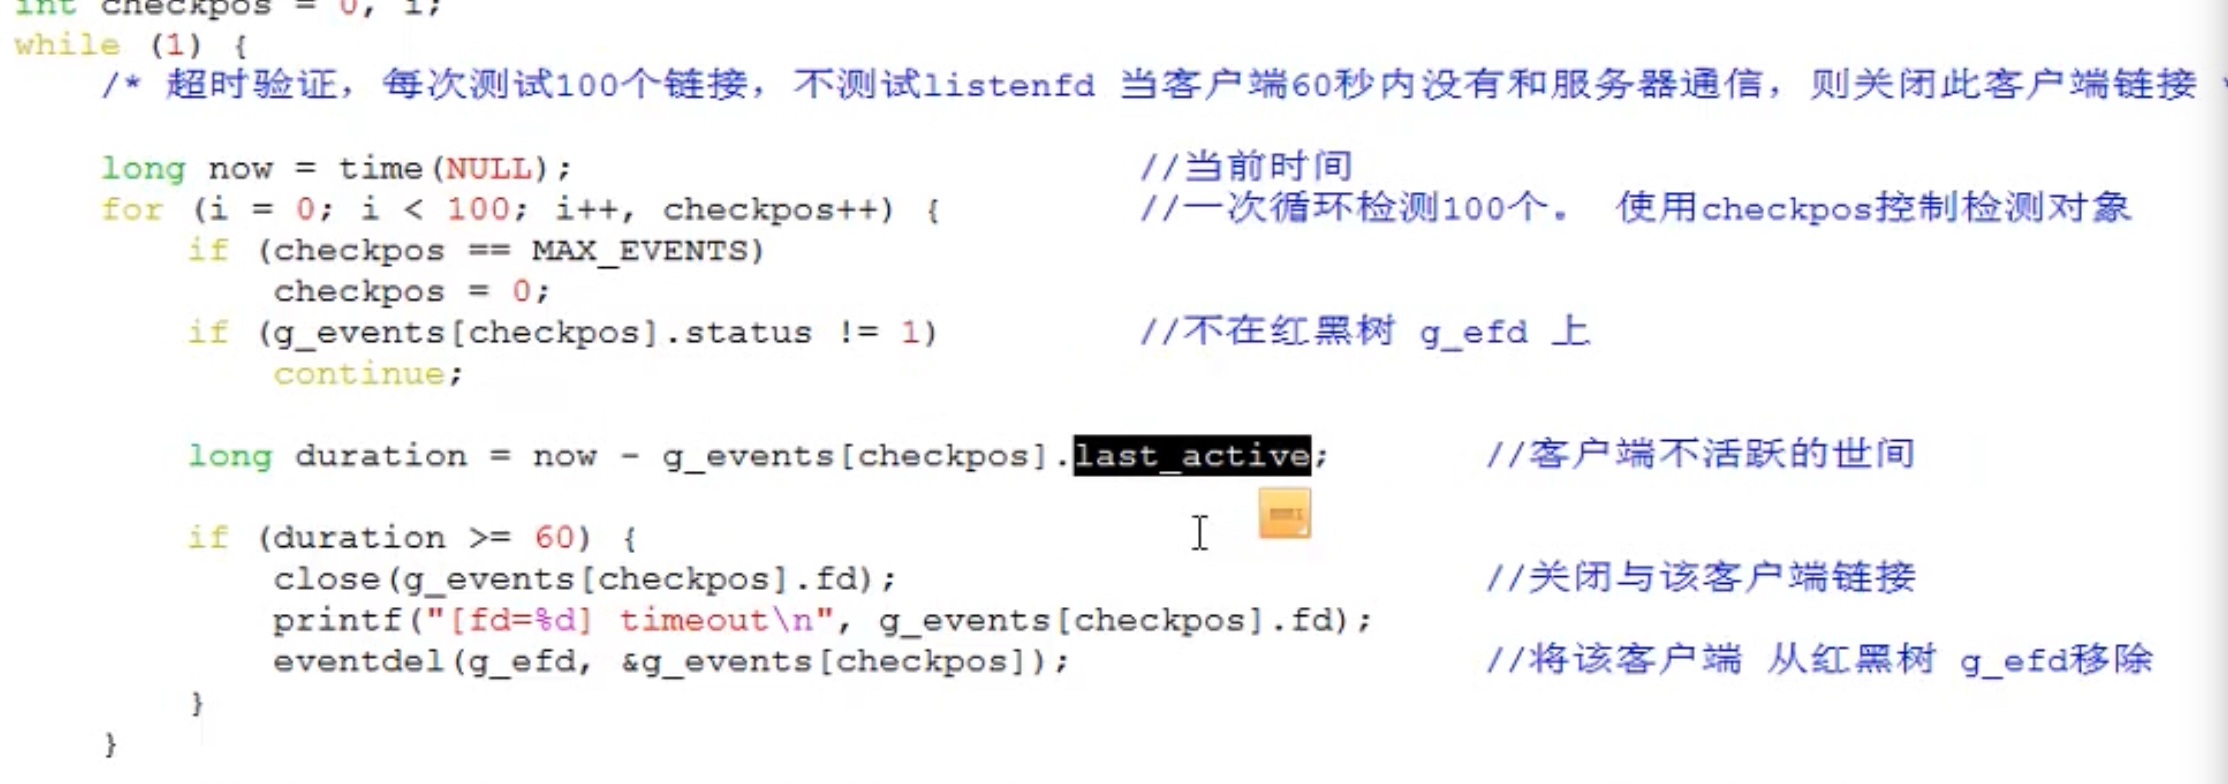 int checkpos = 0, i;
while (1) {
/* 超时验证，每次测试100个链接，不测试listenfd 当客户端60秒内没有和服务器通信，则关闭此客户端链接
long now = time(NULL); //当前时间
for (i = 0; i < 100; i++, checkpos++) { //一次循环检测100个。 使用checkpos控制检测对象
if (checkpos == MAX_EVENTS)
checkpos = 0;
if (g_events[checkpos].status != 1) //不在红黑树 g_efd 上
continue;
long duration = now - g_events[checkpos].last_active; //客户端不活跃的世间
if (duration >= 60) {
close(g_events[checkpos].fd); //关闭与该客户端链接
printf("[fd=%d] timeout\n", g_events[checkpos].fd);
eventdel(g_efd, &g_events[checkpos]); //将该客户端 从红黑树 g_efd移除
}
}